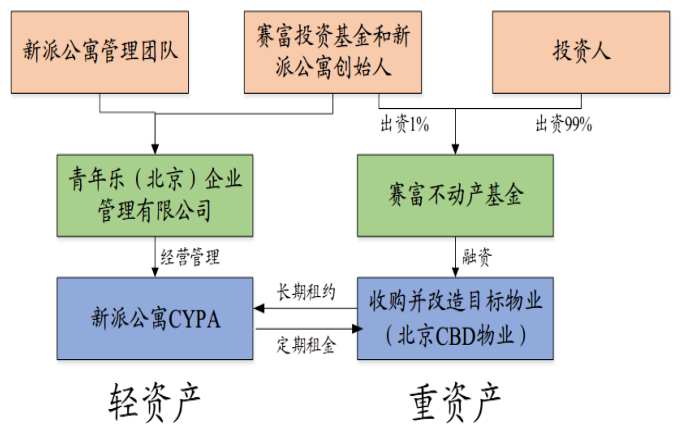 新派公寓管理团队
赛富投资基金和新
派公寓创始人
投资人
出资1%
出资99%
青年乐（北京）企业
管理有限公司
赛富不动产基金
经营管理
融资
新派公寓CYPA
长期租约
定期租金
收购并改造目标物业
（北京CBD物业）
轻资产
重资产